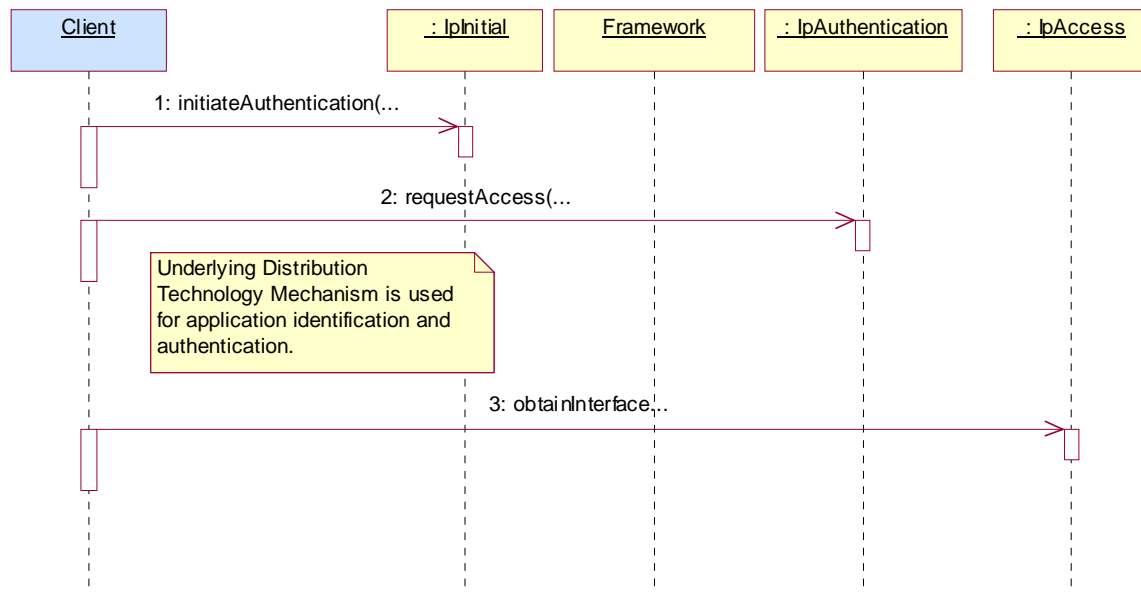 Client
: IpInitial
Framework
: IpAuthentication
: IpAccess
1: initiateAuthentication(...
2: requestAccess(...
Underlying Distribution
Technology Mechanism is used
for application identification and
authentication.
3: obtainInterface...